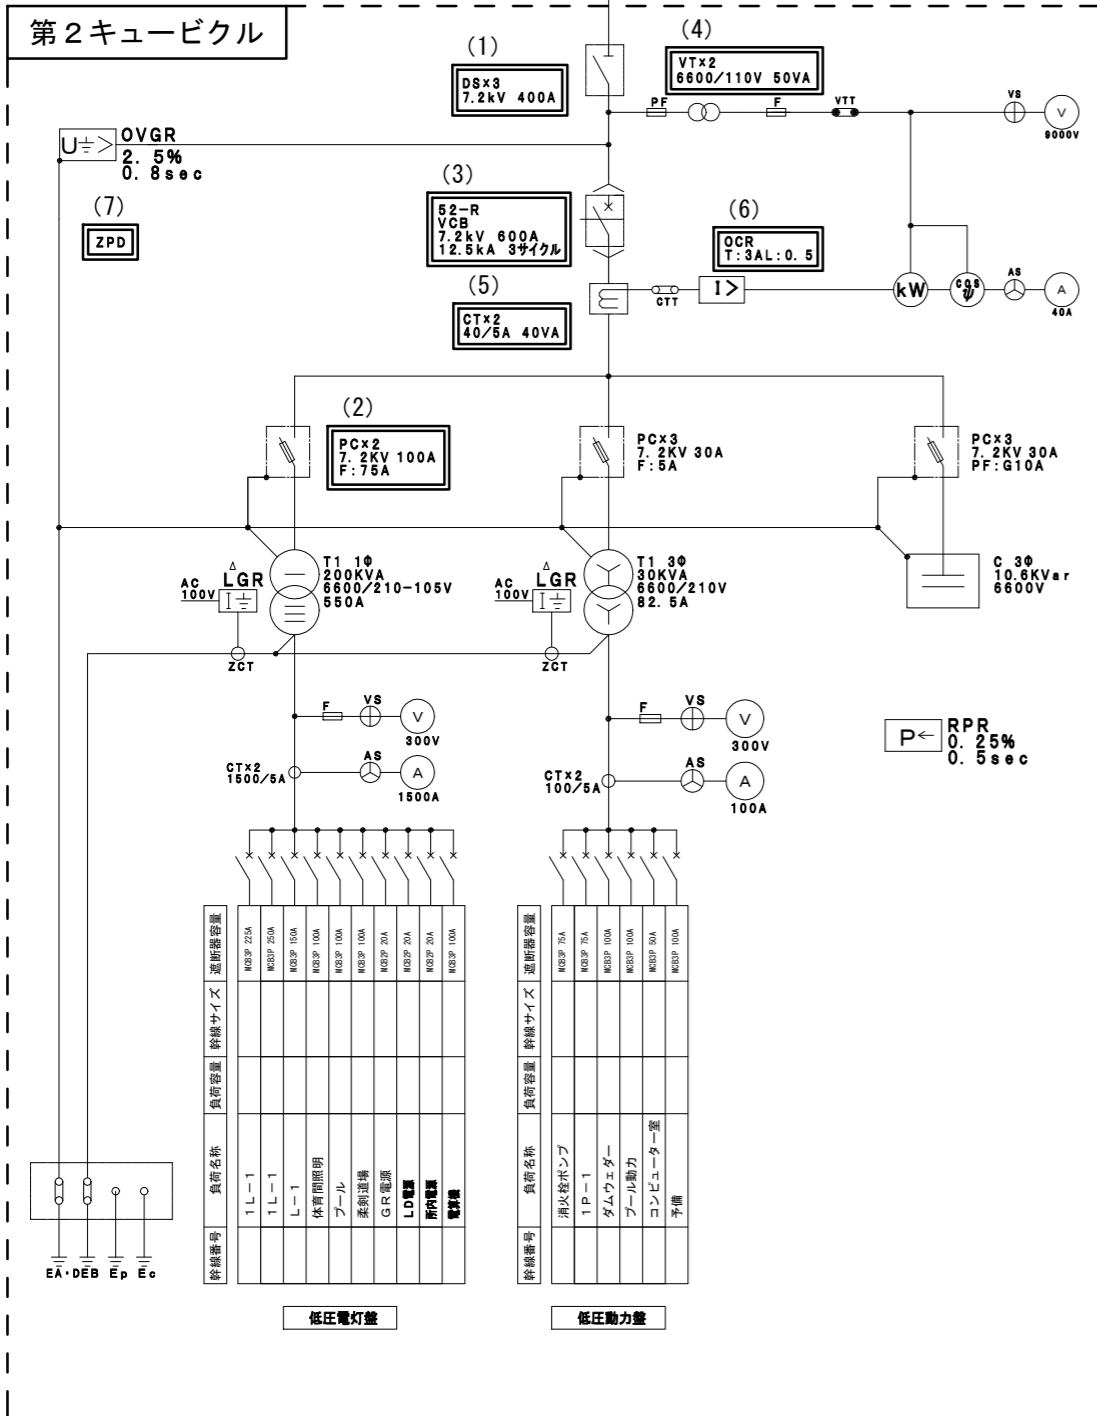 第2キュービクル
(1)
DS×3
7.2kV 400A
(4)
VT×2
6600/110V 50VA
PF
F
VTT
VS
V
9000V
U
>
OVGR
2. 5%
0. 8sec
(7)
ZPD
(3)
52-R
VCB
7.2kV 600A
12.5kA 3サイクル
(6)
OCR
T:3AL:0. 5
(5)
CT×2
40/5A 40VA
CTT
I >
kW
COS
ψ
AS
A
40A
(2)
PC×2
7. 2KV 100A
F:75A
PC×3
7. 2KV 30A
F:5A
PC×3
7. 2KV 30A
PF:G10A
Δ
LGR
AC
100V
I
ZCT
T1 1Φ
200KVA
6600/210-105V
550A
Δ
LGR
AC
100V
I
ZCT
T1 3Φ
30KVA
6600/210V
82. 5A
C 3Φ
10.6KVar
6600V
F
VS
V
300V
CT×2
1500/5A
AS
A
1500A
F
VS
V
300V
CT×2
100/5A
AS
A
100A
P←
RPR
0. 25%
0. 5sec
遮断器容量
MCB3P 225A
MCB3P 250A
MCB3P 150A
MCB3P 100A
MCB3P 100A
MCB3P 100A
MCB2P 20A
MCB2P 20A
MCB2P 20A
MCB3P 100A
幹線サイズ
負荷容量
負荷名称
1L-1
1L-1
L-1
体育間照明
プール
柔剣道場
GR電源
LD電源
所内電源
電算機
幹線番号
低圧電灯盤
遮断器容量
MCB3P 75A
MCB3P 75A
MCB3P 100A
MCB3P 100A
MCB3P 50A
MCB3P 100A
幹線サイズ
負荷容量
負荷名称
消火栓ポンプ
1P-1
ダムウェダー
プール動力
コンピューター室
予備
幹線番号
低圧動力盤
EA・DEB Ep Ec